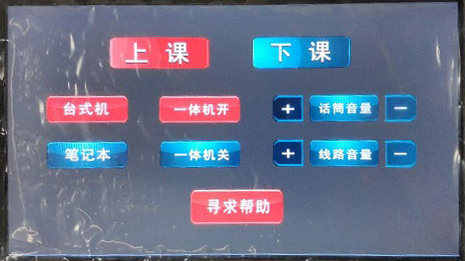 上课 下课
台式机 一体机开 + 话筒音量 -
笔记本 一体机关 + 线路音量 -
寻求帮助